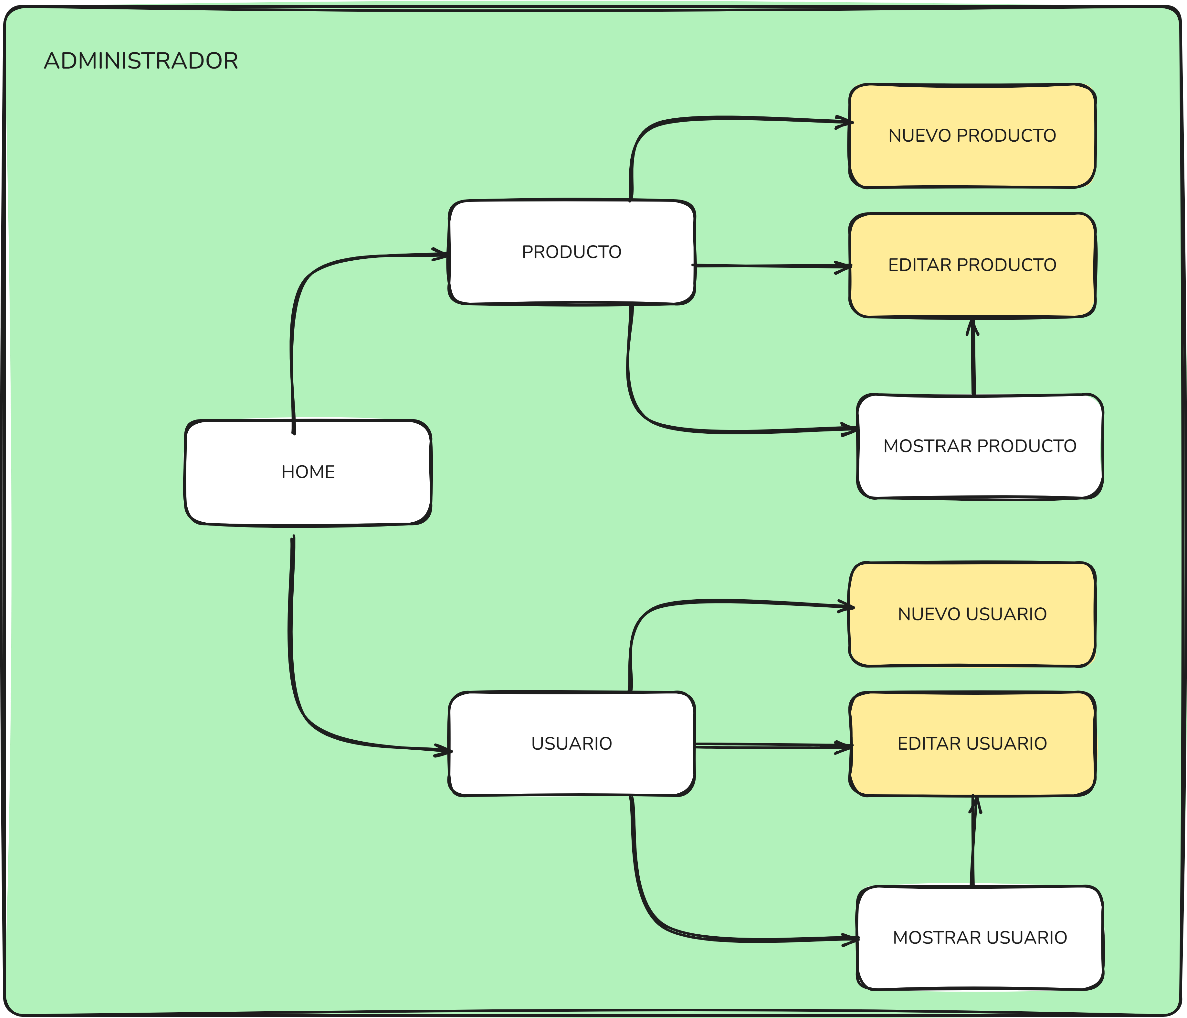 ADMINISTRADOR
NUEVO PRODUCTO
PRODUCTO
EDITAR PRODUCTO
MOSTRAR PRODUCTO
HOME
NUEVO USUARIO
USUARIO
EDITAR USUARIO
MOSTRAR USUARIO